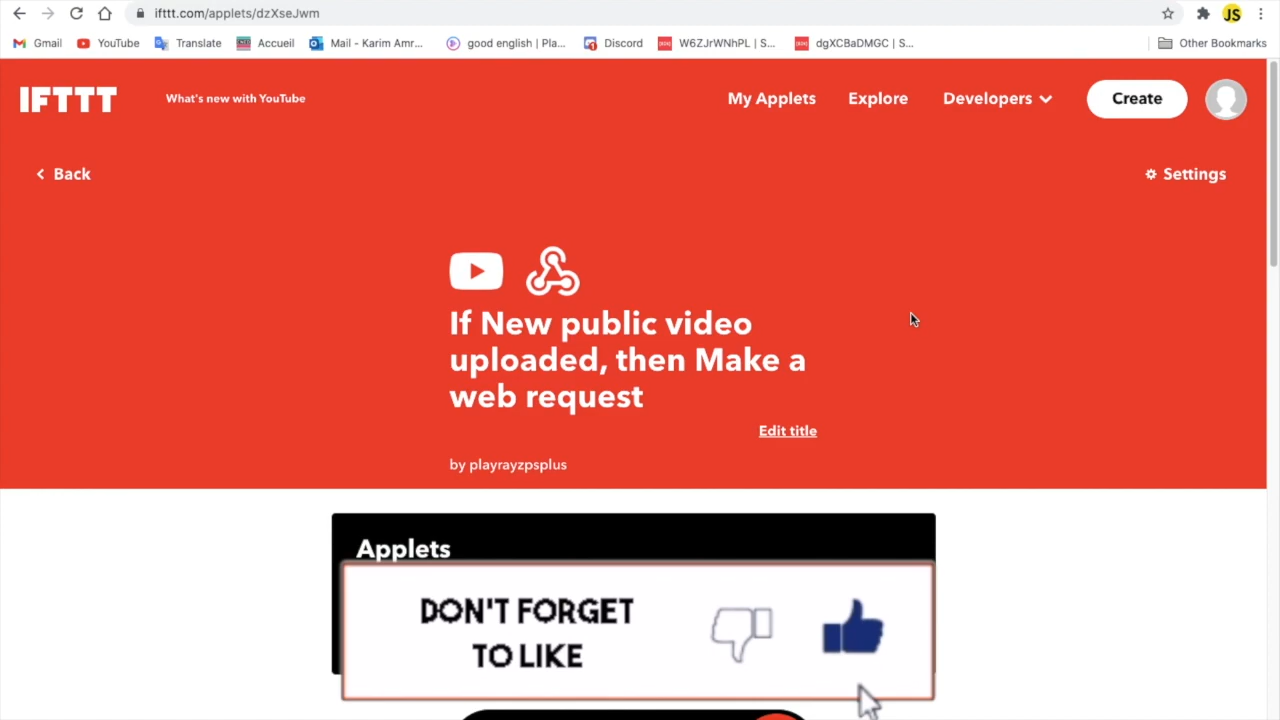 ifttt.com/applets/dzXseJwm
JS
Gmail YouTube Translate Accueil Mail - Karim Amr... good english | Pla... Discord W6ZJrWNhPL | S... dgXCBaDMGC | S... Other Bookmarks
IFTTT What's new with YouTube My Applets Explore Developers Create
Back Settings
If New public video
uploaded, then Make a
web request
Edit title
by playrayzpsplus
Applets
DON'T FORGET
TO LIKE